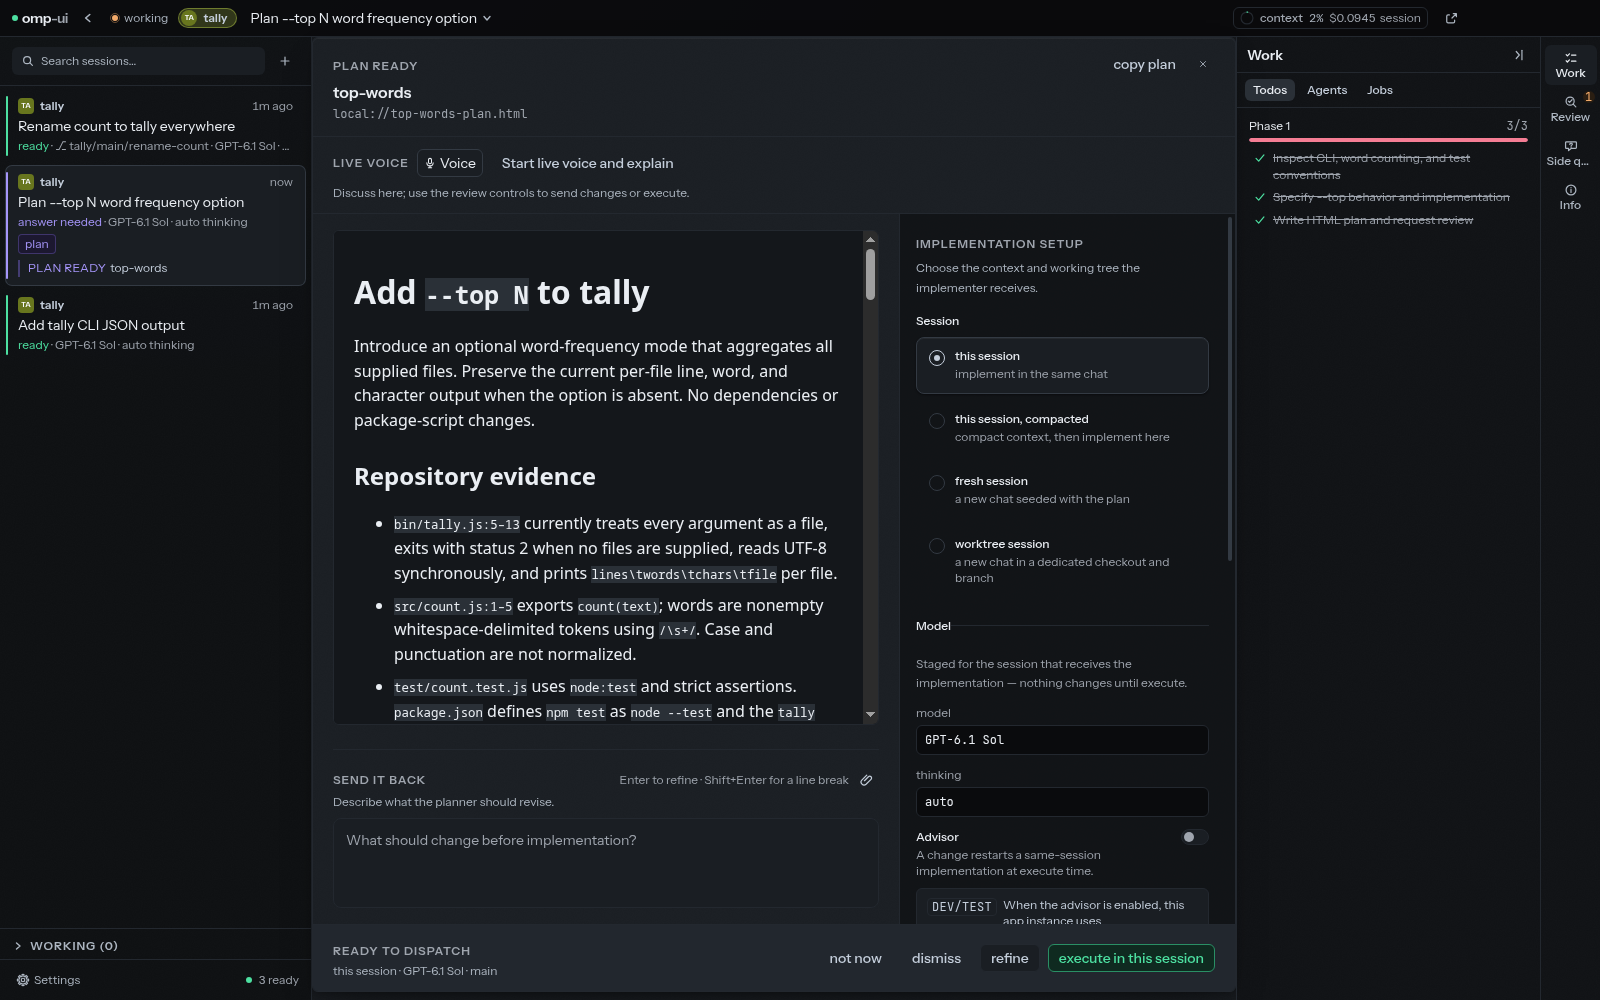 omp-ui
working
TA tally
Plan --top N word frequency option
context 2% $0.0945 session
Search sessions...
TA tally 1m ago
Rename count to tally everywhere
ready · tally/main/rename-count · GPT-6.1 Sol · …
TA tally now
Plan --top N word frequency option
answer needed · GPT-6.1 Sol · auto thinking
plan
PLAN READY top-words
TA tally 1m ago
Add tally CLI JSON output
ready · GPT-6.1 Sol · auto thinking
WORKING (0)
Settings
3 ready
PLAN READY
copy plan ×
top-words
local://top-words-plan.html
LIVE VOICE Voice Start live voice and explain
Discuss here; use the review controls to send changes or execute.
Add --top N to tally
Introduce an optional word-frequency mode that aggregates all
supplied files. Preserve the current per-file line, word, and
character output when the option is absent. No dependencies or
package-script changes.
Repository evidence
• bin/tally.js:5-13 currently treats every argument as a file,
exits with status 2 when no files are supplied, reads UTF-8
synchronously, and prints lines\twords\tchars\tfile per file.
• src/count.js:1-5 exports count(text); words are nonempty
whitespace-delimited tokens using /\s+/. Case and
punctuation are not normalized.
• test/count.test.js uses node:test and strict assertions.
package.json defines npm test as node --test and the tally
SEND IT BACK
Enter to refine · Shift+Enter for a line break
Describe what the planner should revise.
What should change before implementation?
IMPLEMENTATION SETUP
Choose the context and working tree the
implementer receives.
Session
this session
implement in the same chat
this session, compacted
compact context, then implement here
fresh session
a new chat seeded with the plan
worktree session
a new chat in a dedicated checkout and
branch
Model
Staged for the session that receives the
implementation — nothing changes until execute.
model
GPT-6.1 Sol
thinking
auto
Advisor
A change restarts a same-session
implementation at execute time.
DEV/TEST When the advisor is enabled, this
app instance uses
READY TO DISPATCH
this session · GPT-6.1 Sol · main
not now
dismiss
refine
execute in this session
Work
Todos Agents Jobs
Phase 1 3/3
Inspect CLI, word counting, and test
conventions
Specify --top behavior and implementation
Write HTML plan and request review
Work
1
Review
Side q...
Info